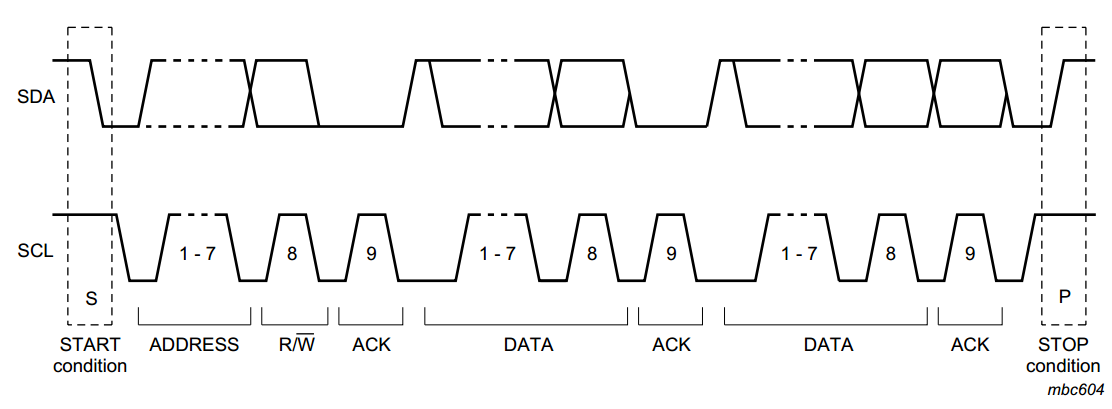 SDA
SCL
1 - 7
8
9
1 - 7
8
9
1 - 7
8
9
S
P
START
condition
ADDRESS
R/W̅
ACK
DATA
ACK
DATA
ACK
STOP
condition
mbc604